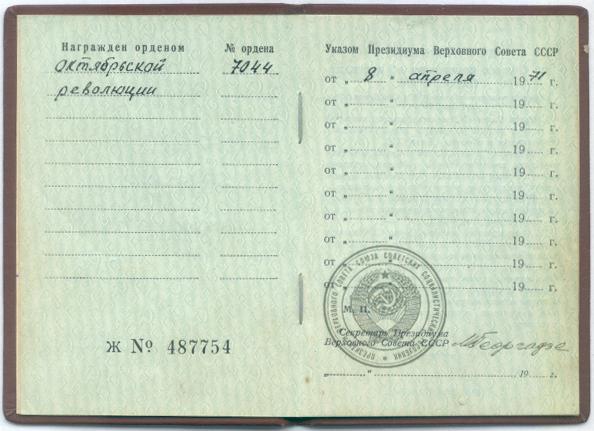 Награжден орденом
№ ордена
Октябрьской
7044
революции
Ж № 487754
Указом Президиума Верховного Совета СССР
от „ 8 “ апреля 1971 г.
от „ “ 19 г.
от „ “ 19 г.
от „ “ 19 г.
от „ “ 19 г.
от „ “ 19 г.
от „ “ 19 г.
от „ “ 19 г.
от „ “ 19 г.
от „ “ 19 г.
М. П.
Секретарь Президиума
Верховного Совета СССР МГеоргадзе
„ “ 19 г.